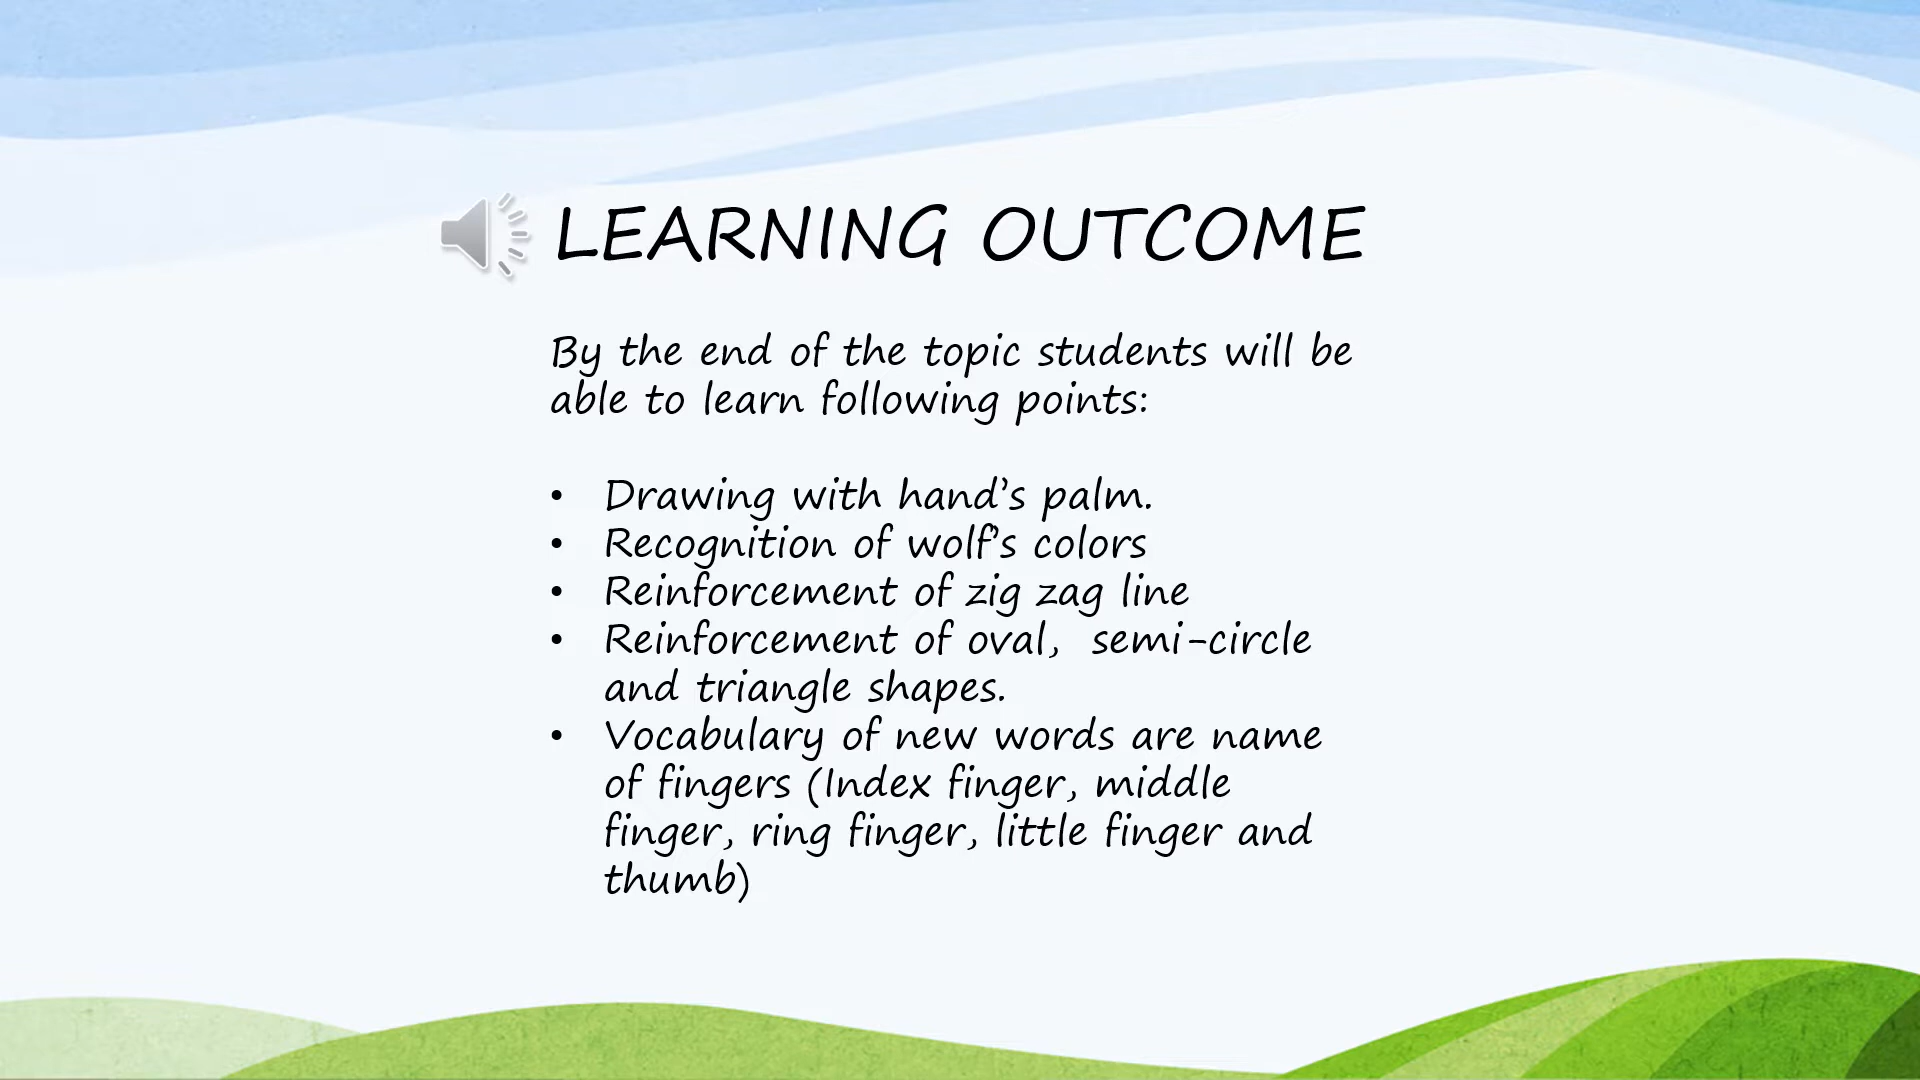 LEARNING OUTCOME
By the end of the topic students will be
able to learn following points:
• Drawing with hand's palm.
• Recognition of wolf's colors
• Reinforcement of zig zag line
• Reinforcement of oval,  semi-circle
and triangle shapes.
• Vocabulary of new words are name
of fingers (Index finger, middle
finger, ring finger, little finger and
thumb)